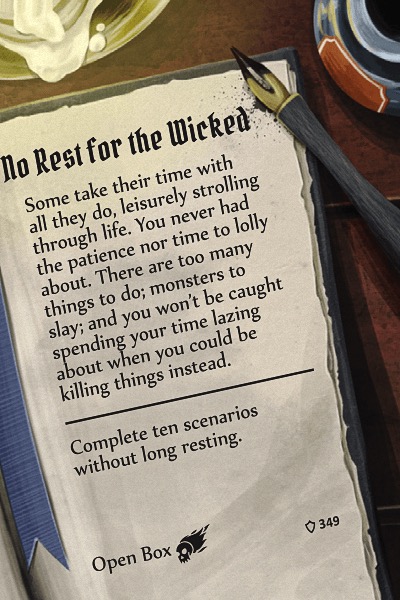 No Rest for the Wicked
Some take their time with
all they do, leisurely strolling
through life. You never had
the patience nor time to lolly
about. There are too many
things to do; monsters to
slay; and you won't be caught
spending your time lazing
about when you could be
killing things instead.
Complete ten scenarios
without long resting.
Open Box
349